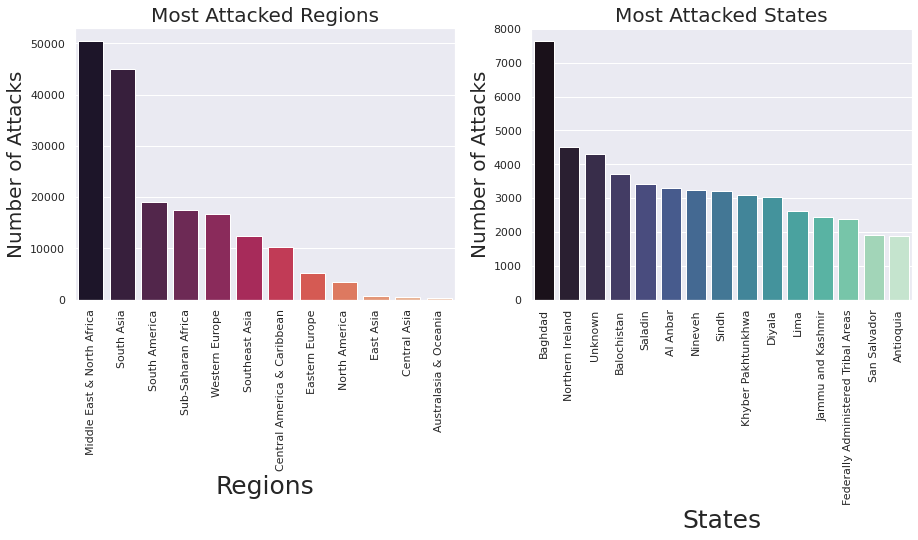 Most Attacked Regions
Number of Attacks
50000
40000
30000
20000
10000
0
Middle East & North Africa
South Asia
South America
Sub-Saharan Africa
Western Europe
Southeast Asia
Central America & Caribbean
Eastern Europe
North America
East Asia
Central Asia
Australasia & Oceania
Regions
Most Attacked States
Number of Attacks
8000
7000
6000
5000
4000
3000
2000
1000
0
Baghdad
Northern Ireland
Unknown
Balochistan
Saladin
Al Anbar
Nineveh
Sindh
Khyber Pakhtunkhwa
Diyala
Lima
Jammu and Kashmir
Federally Administered Tribal Areas
San Salvador
Antioquia
States